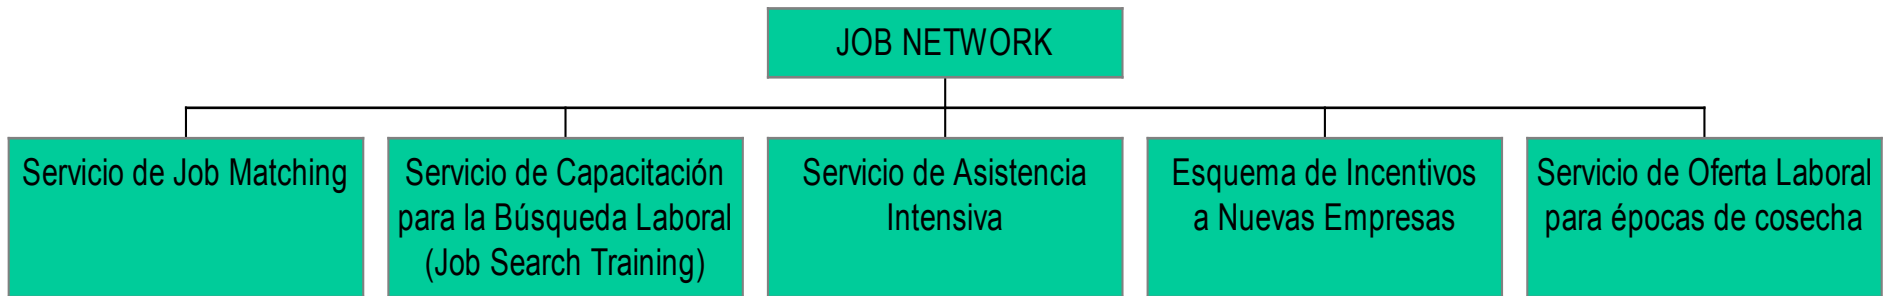 JOB NETWORK
Servicio de Job Matching
Servicio de Capacitación
para la Búsqueda Laboral
(Job Search Training)
Servicio de Asistencia
Intensiva
Esquema de Incentivos
a Nuevas Empresas
Servicio de Oferta Laboral
para épocas de cosecha